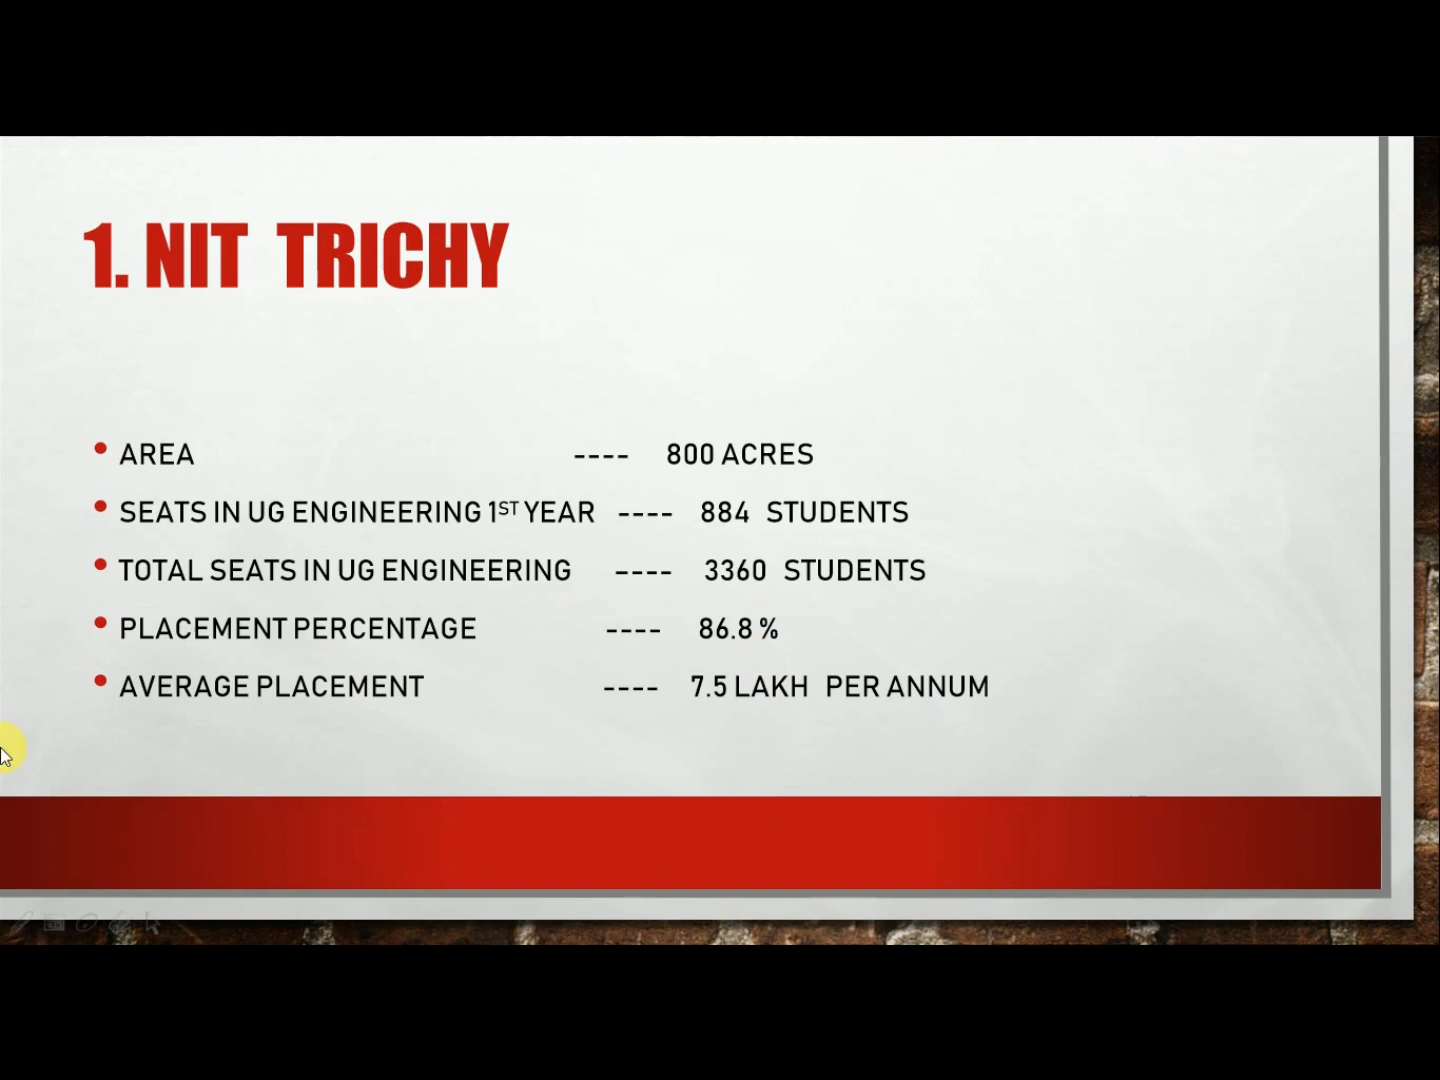 1. NIT TRICHY
• AREA ---- 800 ACRES
• SEATS IN UG ENGINEERING 1ST YEAR ---- 884 STUDENTS
• TOTAL SEATS IN UG ENGINEERING ---- 3360 STUDENTS
• PLACEMENT PERCENTAGE ---- 86.8 %
• AVERAGE PLACEMENT ---- 7.5 LAKH PER ANNUM